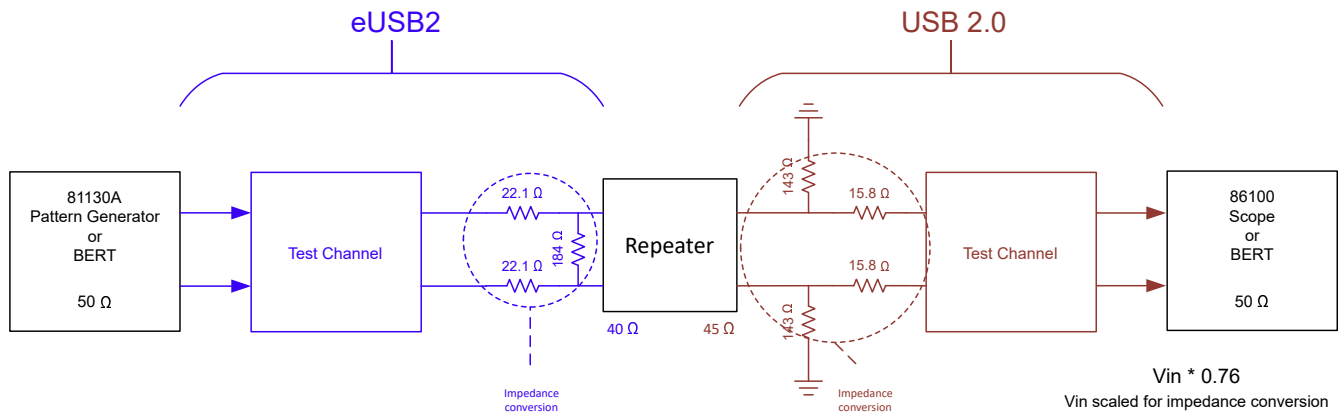 eUSB2
USB 2.0
81130A
Pattern Generator
or
BERT
50 Ω
Test Channel
22.1 Ω
184 Ω
22.1 Ω
Impedance
conversion
Repeater
40 Ω
45 Ω
143 Ω
15.8 Ω
15.8 Ω
143 Ω
Impedance
conversion
Test Channel
86100
Scope
or
BERT
50 Ω
Vin * 0.76
Vin scaled for impedance conversion